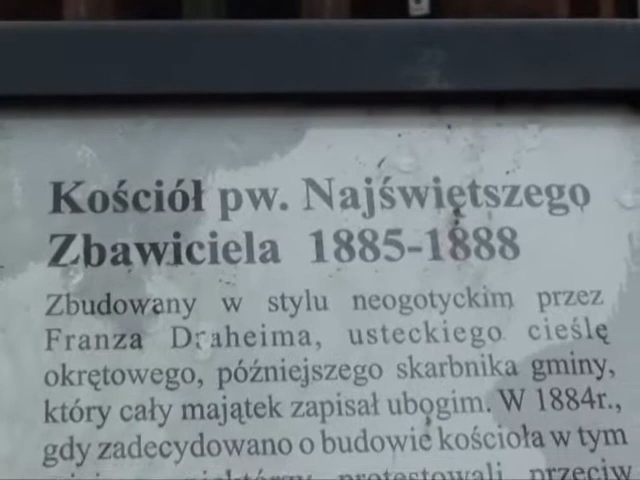 Kościół pw. Najświętszego
Zbawiciela 1885-1888
Zbudowany w stylu neogotyckim przez
Franza Draheima, usteckiego cieślę
okrętowego, późniejszego skarbnika gminy,
który cały majątek zapisał ubogim. W 1884r.,
gdy zadecydowano o budowie kościoła w tym
protestowali przeciw